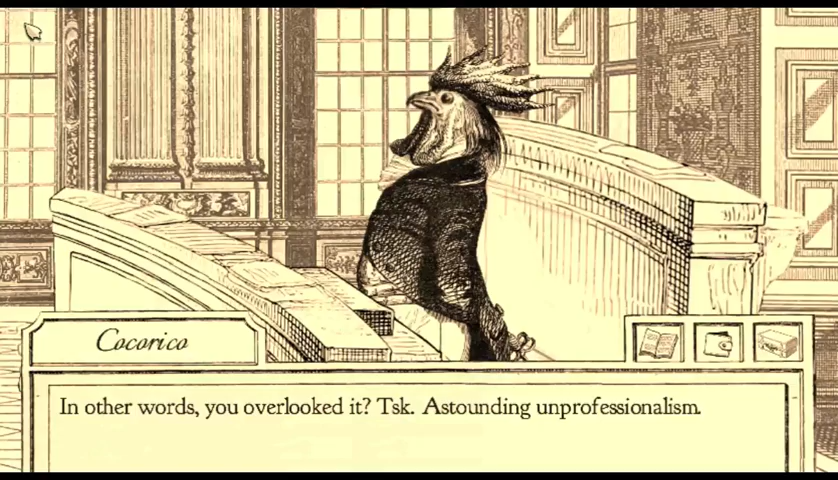 Cocorico
In other words, you overlooked it? Tsk. Astounding unprofessionalism.